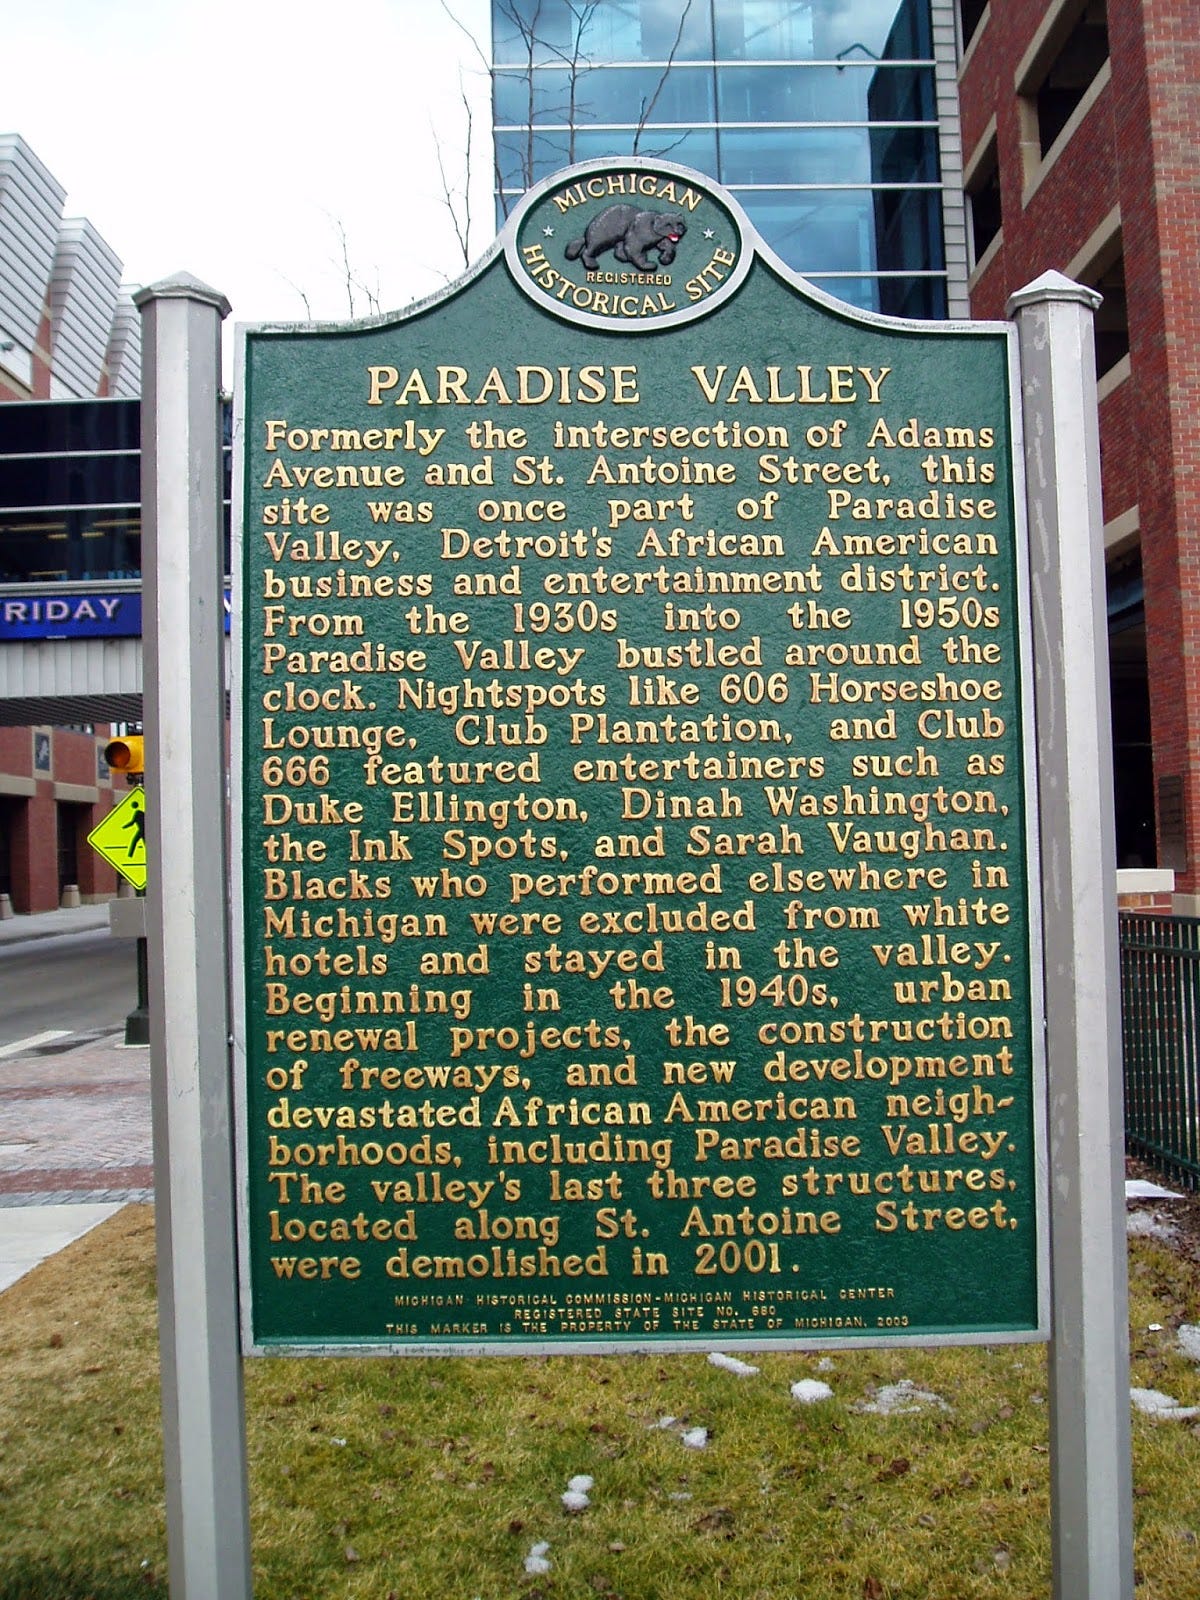 MICHIGAN
REGISTERED
HISTORICAL SITE
PARADISE VALLEY
Formerly the intersection of Adams
Avenue and St. Antoine Street, this
site was once part of Paradise
Valley, Detroit's African American
business and entertainment district.
From the 1930s into the 1950s
Paradise Valley bustled around the
clock. Nightspots like 606 Horseshoe
Lounge, Club Plantation, and Club
666 featured entertainers such as
Duke Ellington, Dinah Washington,
the Ink Spots, and Sarah Vaughan.
Blacks who performed elsewhere in
Michigan were excluded from white
hotels and stayed in the valley.
Beginning in the 1940s, urban
renewal projects, the construction
of freeways, and new development
devastated African American neigh-
borhoods, including Paradise Valley.
The valley's last three structures,
located along St. Antoine Street,
were demolished in 2001.
MICHIGAN HISTORICAL COMMISSION-MICHIGAN HISTORICAL CENTER
REGISTERED STATE SITE NO. 680
THIS MARKER IS THE PROPERTY OF THE STATE OF MICHIGAN, 2003
RIDAY